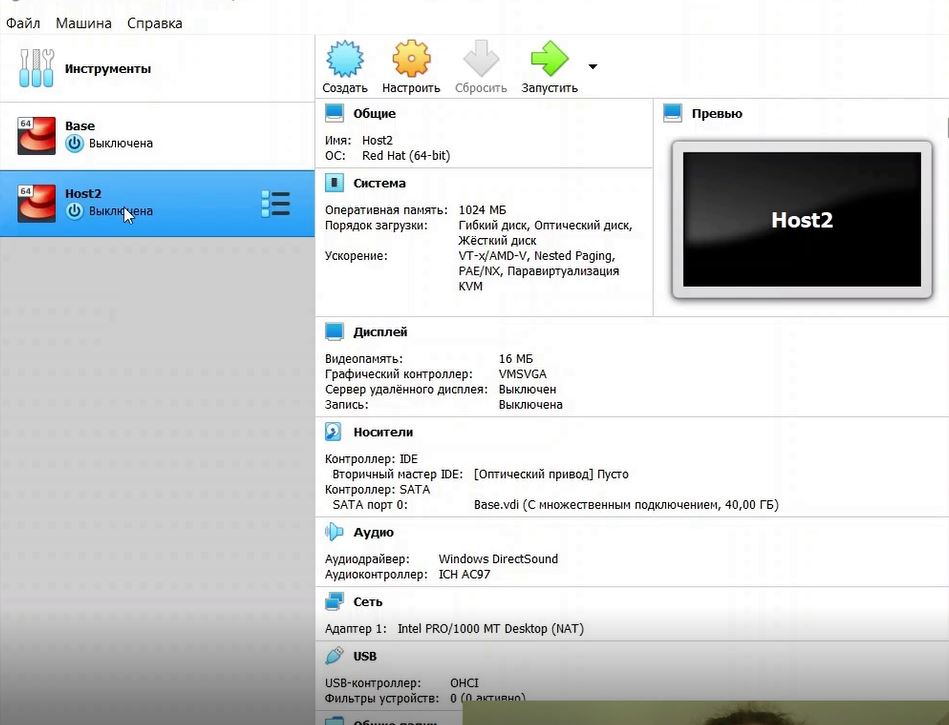 Файл Машина Справка
Инструменты
64 Base
Выключена
64 Host2
Выключена
Создать Настроить Сбросить Запустить
Общие
Имя: Host2
ОС: Red Hat (64-bit)
Система
Оперативная память: 1024 МБ
Порядок загрузки: Гибкий диск, Оптический диск,
Жёсткий диск
Ускорение: VT-x/AMD-V, Nested Paging,
PAE/NX, Паравиртуализация
KVM
Превью
Host2
Дисплей
Видеопамять: 16 МБ
Графический контроллер: VMSVGA
Сервер удалённого дисплея: Выключен
Запись: Выключена
Носители
Контроллер: IDE
Вторичный мастер IDE: [Оптический привод] Пусто
Контроллер: SATA
SATA порт 0: Base.vdi (С множественным подключением, 40,00 ГБ)
Аудио
Аудиодрайвер: Windows DirectSound
Аудиоконтроллер: ICH AC97
Сеть
Адаптер 1: Intel PRO/1000 MT Desktop (NAT)
USB
USB-контроллер: OHCI
Фильтры устройств: 0 (0 активно)
Общие папки